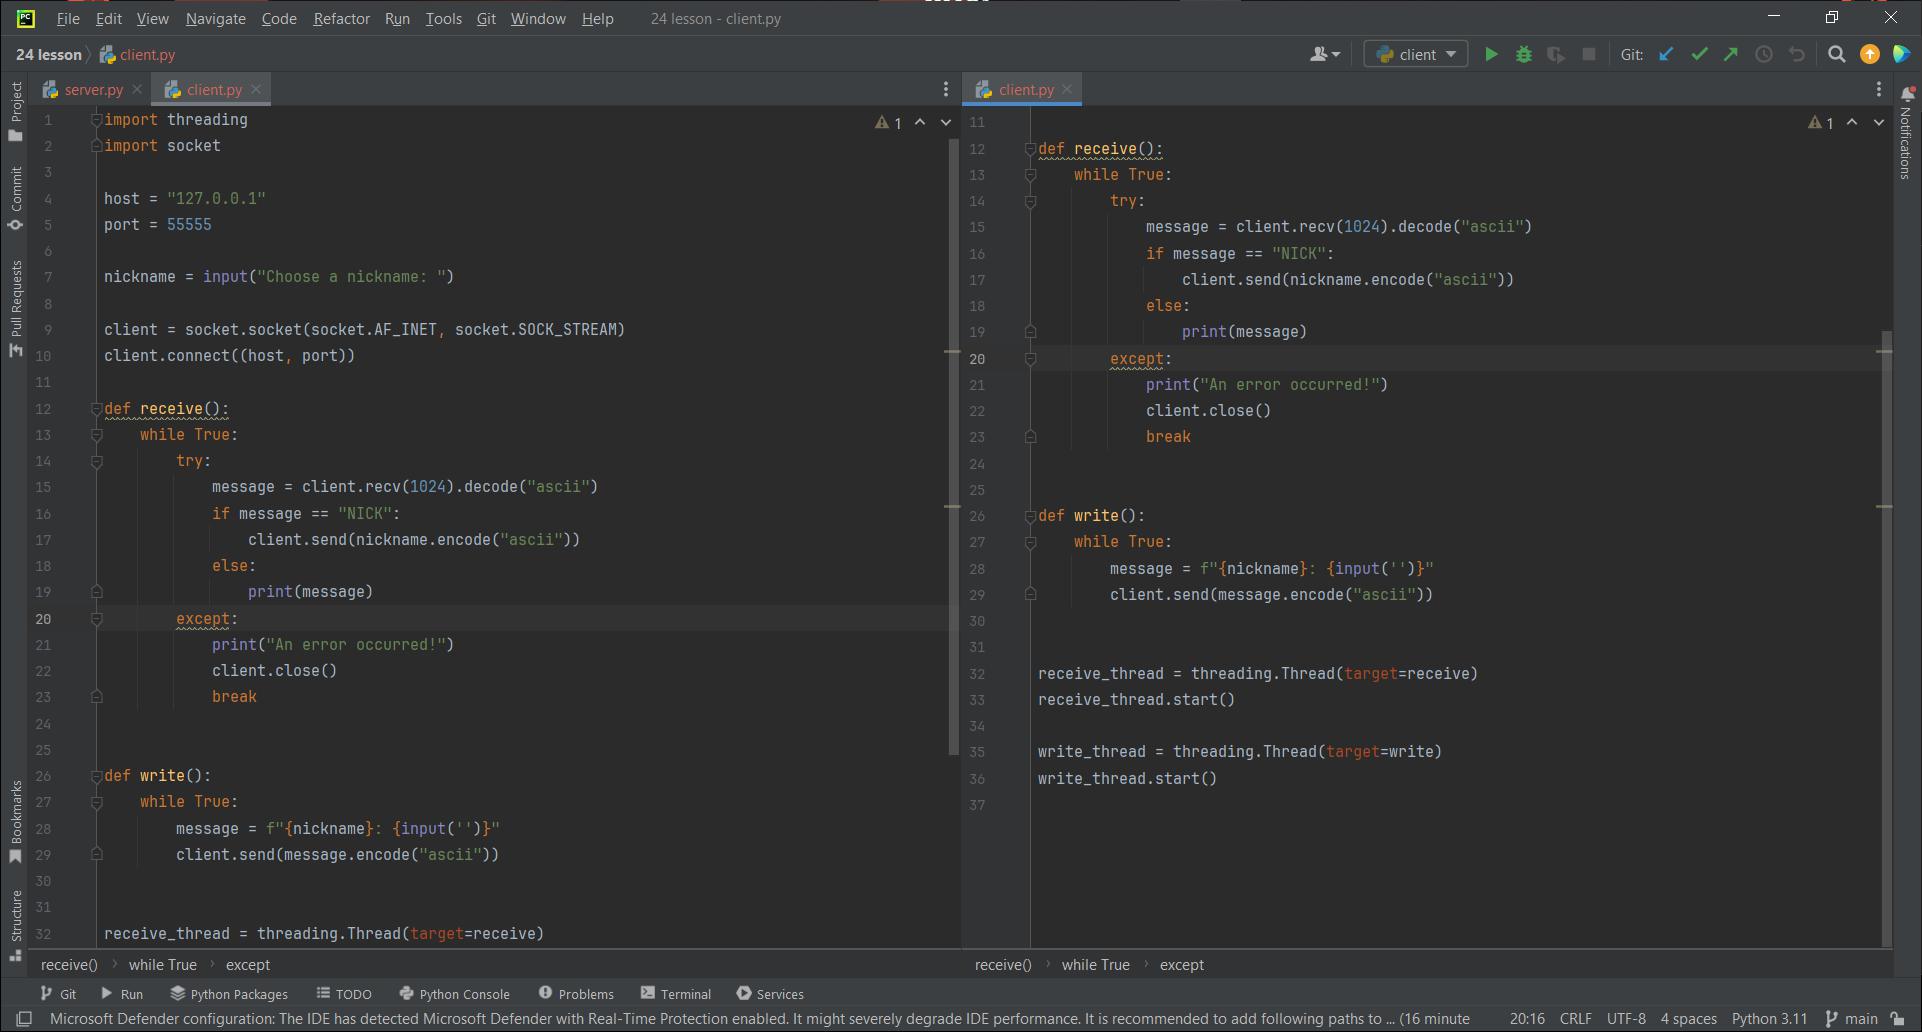 File Edit View Navigate Code Refactor Run Tools Git Window Help 24 lesson - client.py
24 lesson client.py client Git:
server.py client.py
1 import threading
2 import socket
3
4 host = "127.0.0.1"
5 port = 55555
6
7 nickname = input("Choose a nickname: ")
8
9 client = socket.socket(socket.AF_INET, socket.SOCK_STREAM)
10 client.connect((host, port))
11
12 def receive():
13 while True:
14 try:
15 message = client.recv(1024).decode("ascii")
16 if message == "NICK":
17 client.send(nickname.encode("ascii"))
18 else:
19 print(message)
20 except:
21 print("An error occurred!")
22 client.close()
23 break
24
25
26 def write():
27 while True:
28 message = f"{nickname}: {input('')}"
29 client.send(message.encode("ascii"))
30
31
32 receive_thread = threading.Thread(target=receive)
1
receive() while True except
client.py
11
12 def receive():
13 while True:
14 try:
15 message = client.recv(1024).decode("ascii")
16 if message == "NICK":
17 client.send(nickname.encode("ascii"))
18 else:
19 print(message)
20 except:
21 print("An error occurred!")
22 client.close()
23 break
24
25
26 def write():
27 while True:
28 message = f"{nickname}: {input('')}"
29 client.send(message.encode("ascii"))
30
31
32 receive_thread = threading.Thread(target=receive)
33 receive_thread.start()
34
35 write_thread = threading.Thread(target=write)
36 write_thread.start()
37
1
receive() while True except
Project
Commit
Pull Requests
Bookmarks
Structure
Notifications
Git Run Python Packages TODO Python Console Problems Terminal Services
Microsoft Defender configuration: The IDE has detected Microsoft Defender with Real-Time Protection enabled. It might severely degrade IDE performance. It is recommended to add following paths to ... (16 minute 20:16 CRLF UTF-8 4 spaces Python 3.11 main